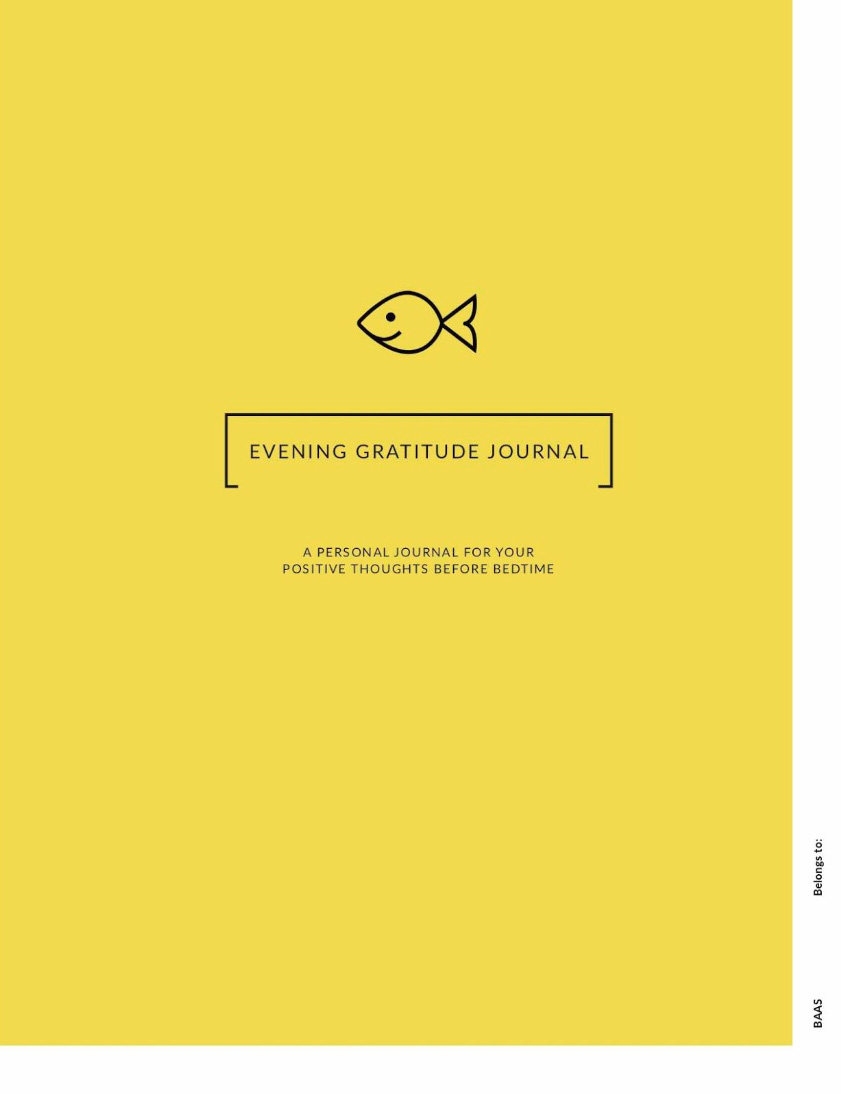 EVENING GRATITUDE JOURNAL
A PERSONAL JOURNAL FOR YOUR
POSITIVE THOUGHTS BEFORE BEDTIME
Belongs to:
BAAS